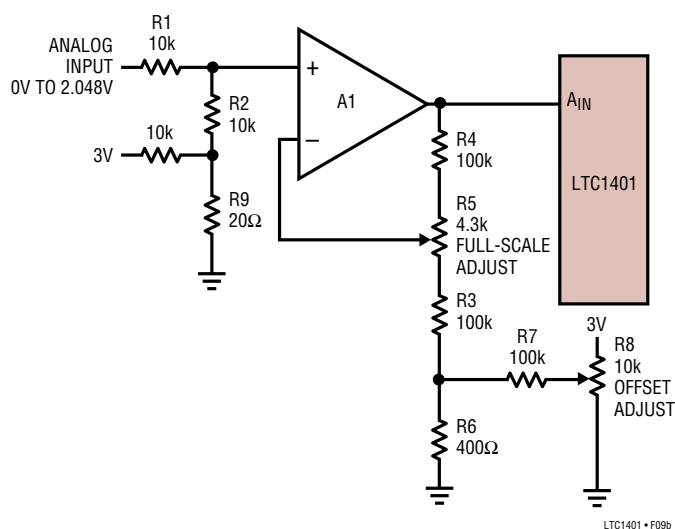 ANALOG
INPUT
0V TO 2.048V
R1
10k
R2
10k
3V
10k
R9
20Ω
+
−
A1
R4
100k
R5
4.3k
FULL-SCALE
ADJUST
R3
100k
R7
100k
R6
400Ω
AIN
LTC1401
3V
R8
10k
OFFSET
ADJUST
LTC1401 • F09b